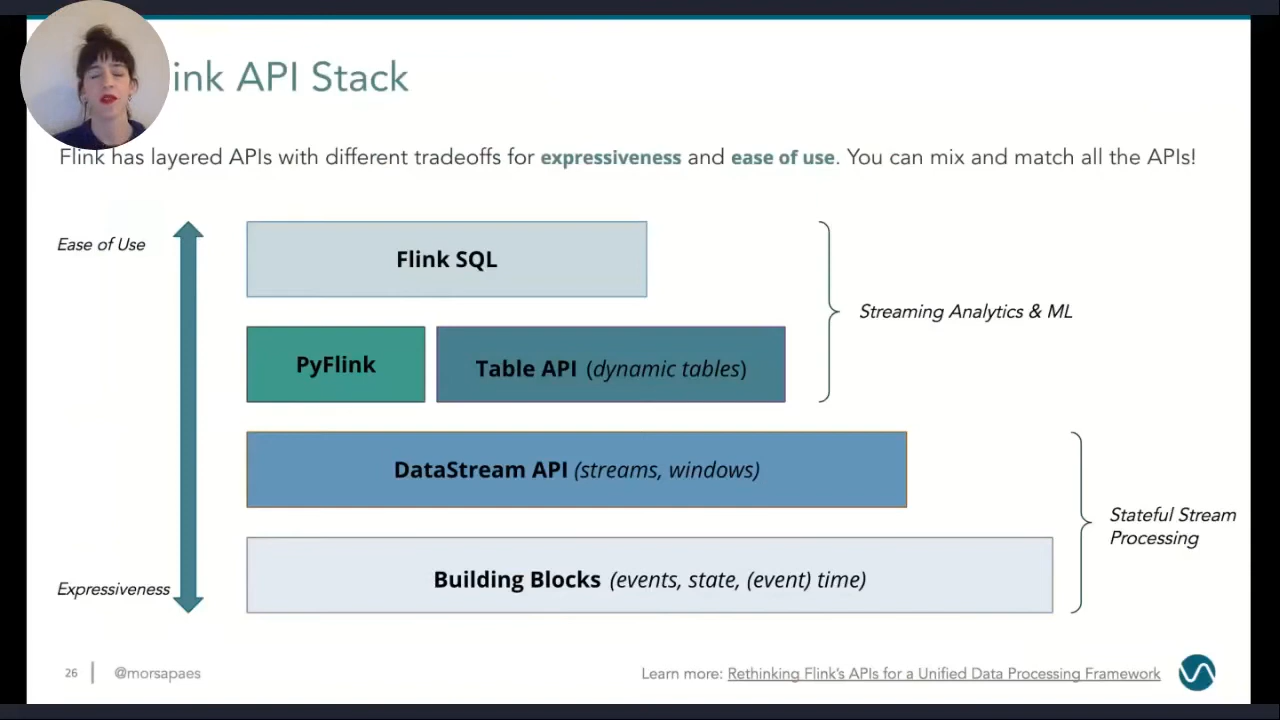 ink API Stack
Flink has layered APIs with different tradeoffs for expressiveness and ease of use. You can mix and match all the APIs!
Ease of Use
Flink SQL
Streaming Analytics & ML
PyFlink
Table API (dynamic tables)
DataStream API (streams, windows)
Stateful Stream
Processing
Building Blocks (events, state, (event) time)
Expressiveness
26
@morsapaes
Learn more: Rethinking Flink's APIs for a Unified Data Processing Framework